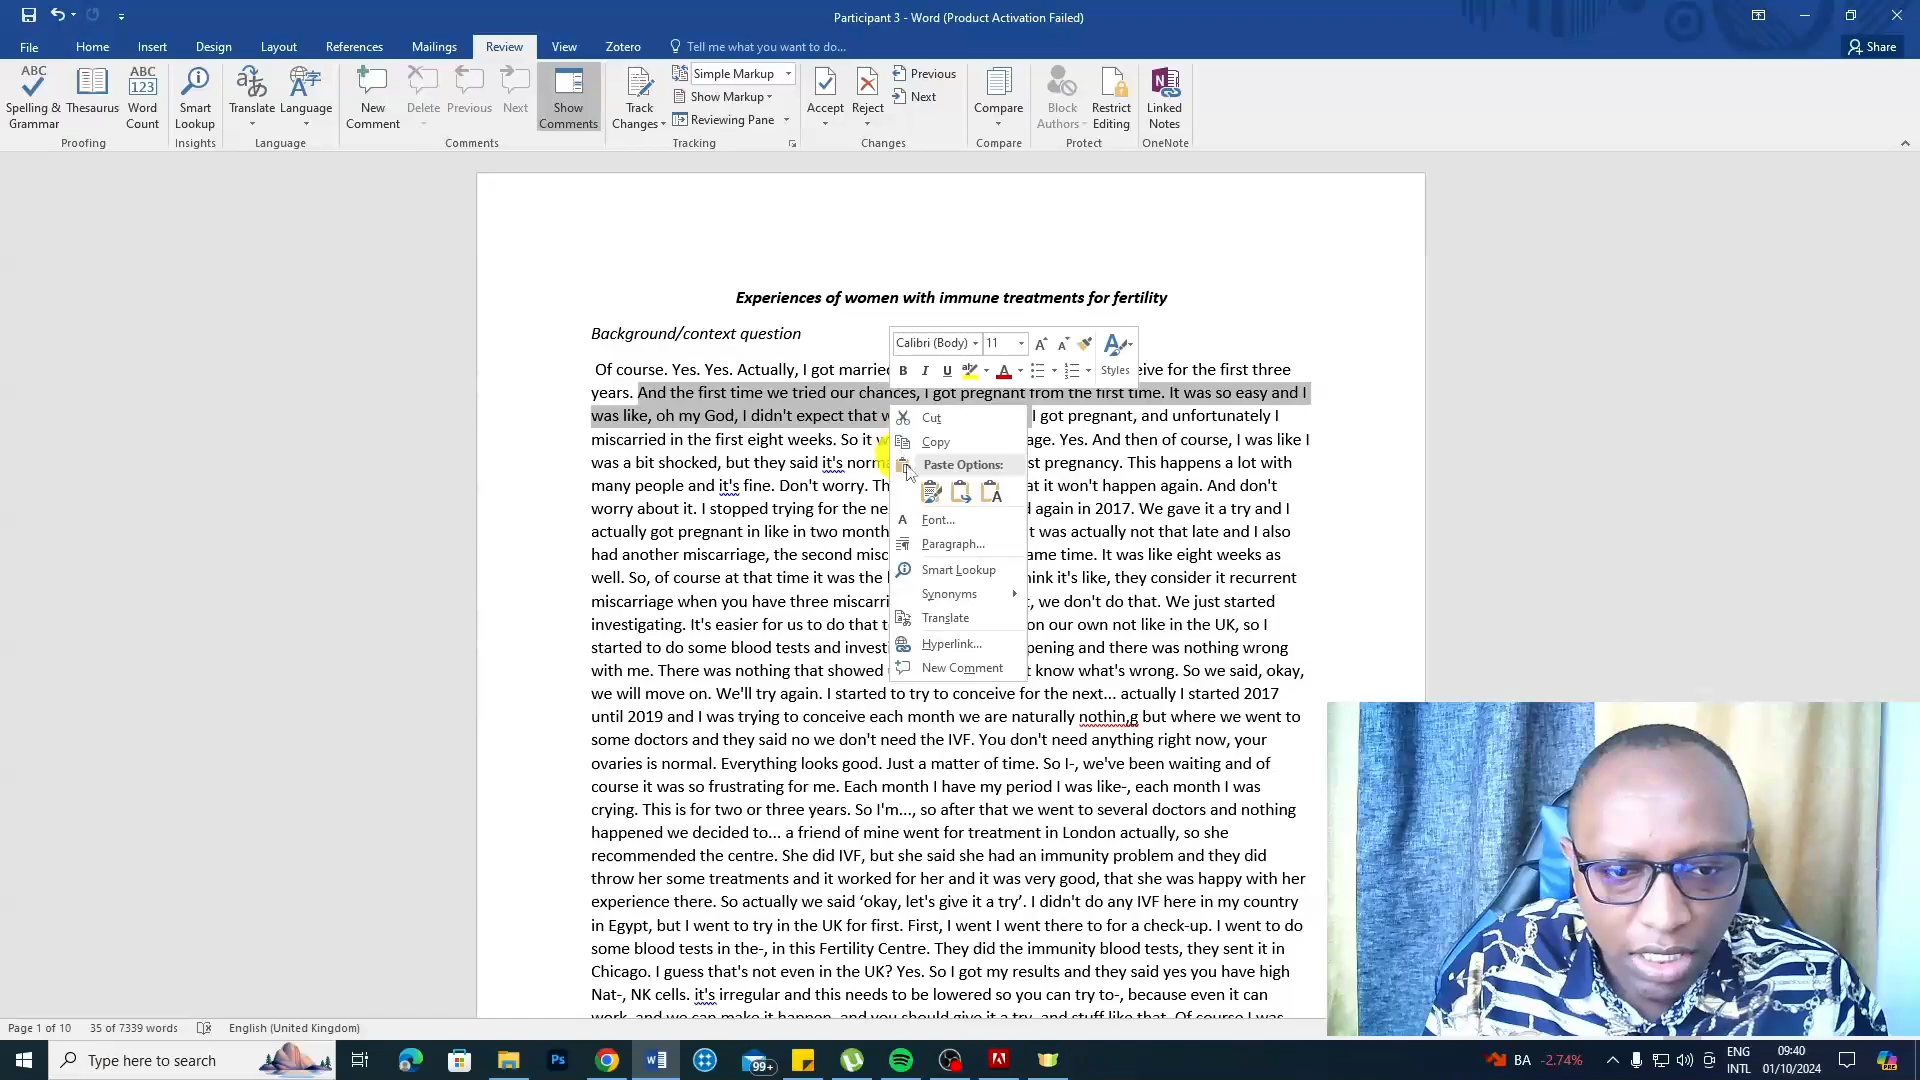 Participant 3 - Word (Product Activation Failed)
File Home Insert Design Layout References Mailings Review View Zotero Tell me what you want to do... Share
Spelling & Grammar
Thesaurus
Word Count
Smart Lookup
Translate
Language
New Comment
Delete
Previous
Next
Show Comments
Track Changes
Simple Markup
Show Markup
Reviewing Pane
Accept
Reject
Previous
Next
Compare
Block Authors
Restrict Editing
Linked Notes
Proofing Insights Language Comments Tracking Changes Compare Protect OneNote
Experiences of women with immune treatments for fertility
Background/context question
Calibri (Body) 11
B I U Styles
Of course. Yes. Yes. Actually, I got married eive for the first three
years. And the first time we tried our chances, I got pregnant from the first time. It was so easy and I
was like, oh my God, I didn't expect that w I got pregnant, and unfortunately I
miscarried in the first eight weeks. So it w age. Yes. And then of course, I was like I
was a bit shocked, but they said it's norma st pregnancy. This happens a lot with
many people and it's fine. Don't worry. Th at it won't happen again. And don't
worry about it. I stopped trying for the ne d again in 2017. We gave it a try and I
actually got pregnant in like in two month t was actually not that late and I also
had another miscarriage, the second misc ame time. It was like eight weeks as
well. So, of course at that time it was the ink it's like, they consider it recurrent
miscarriage when you have three miscarri t, we don't do that. We just started
investigating. It's easier for us to do that t on our own not like in the UK, so I
started to do some blood tests and invest pening and there was nothing wrong
with me. There was nothing that showed t know what's wrong. So we said, okay,
we will move on. We'll try again. I started to try to conceive for the next... actually I started 2017
until 2019 and I was trying to conceive each month we are naturally nothin,g but where we went to
some doctors and they said no we don't need the IVF. You don't need anything right now, your
ovaries is normal. Everything looks good. Just a matter of time. So I-, we've been waiting and of
course it was so frustrating for me. Each month I have my period I was like-, each month I was
crying. This is for two or three years. So I'm..., so after that we went to several doctors and nothing
happened we decided to... a friend of mine went for treatment in London actually, so she
recommended the centre. She did IVF, but she said she had an immunity problem and they did
throw her some treatments and it worked for her and it was very good, that she was happy with her
experience there. So actually we said ‘okay, let's give it a try’. I didn't do any IVF here in my country
in Egypt, but I went to try in the UK for first. First, I went I went there to for a check-up. I went to do
some blood tests in the-, in this Fertility Centre. They did the immunity blood tests, they sent it in
Chicago. I guess that's not even in the UK? Yes. So I got my results and they said yes you have high
Nat-, NK cells. it's irregular and this needs to be lowered so you can try to-, because even it can
work, and we can make it happen, and you should give it a try, and stuff like that. Of course I was
Cut
Copy
Paste Options:
Font...
Paragraph...
Smart Lookup
Synonyms
Translate
Hyperlink...
New Comment
Page 1 of 10 35 of 7339 words English (United Kingdom)
Type here to search
99+
BA -2.74%
ENG
INTL
09:40
01/10/2024